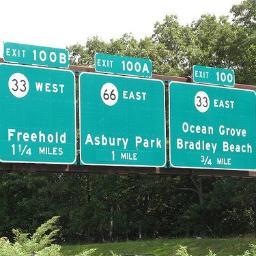 EXIT 100B
33 WEST
Freehold
1 1/4 MILES
EXIT 100A
66 EAST
Asbury Park
1 MILE
EXIT 100
33 EAST
Ocean Grove
Bradley Beach
3/4 MILE